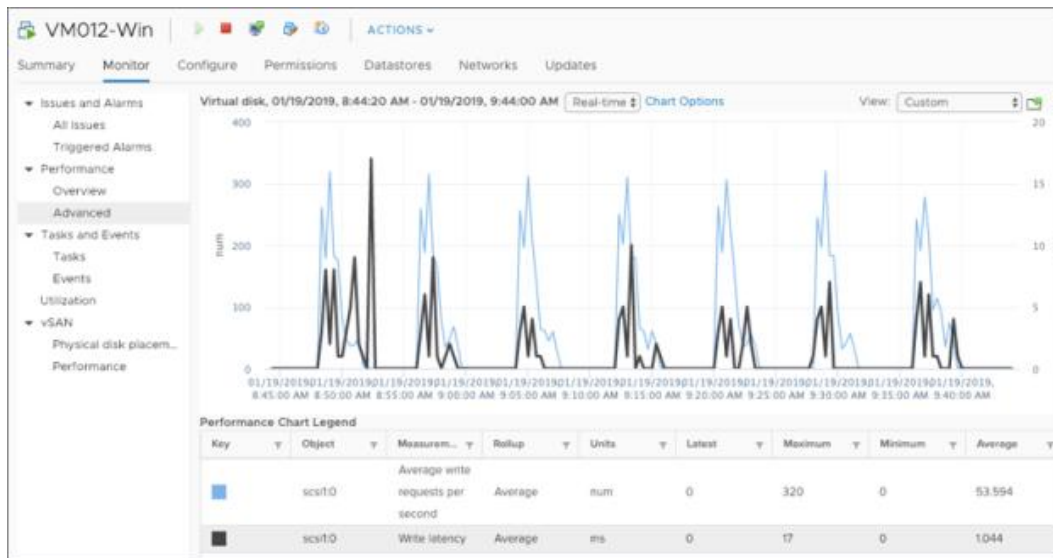 VM012-Win
ACTIONS
Summary Monitor Configure Permissions Datastores Networks Updates
Issues and Alarms
All Issues
Triggered Alarms
Performance
Overview
Advanced
Tasks and Events
Tasks
Events
Utilization
vSAN
Physical disk placem...
Performance
Virtual disk, 01/19/2019, 8:44:20 AM - 01/19/2019, 9:44:00 AM Real-time Chart Options View: Custom
400 20
300 15
num
200 10
100 5
0 0
01/19/2019, 01/19/2019, 01/19/2019, 01/19/2019, 01/19/2019, 01/19/2019, 01/19/2019, 01/19/2019, 01/19/2019, 01/19/2019, 01/19/2019, 01/19/2019,
8:45:00 AM 8:50:00 AM 8:55:00 AM 9:00:00 AM 9:05:00 AM 9:10:00 AM 9:15:00 AM 9:20:00 AM 9:25:00 AM 9:30:00 AM 9:35:00 AM 9:40:00 AM
Performance Chart Legend
Key Object Measurem... Rollup Units Latest Maximum Minimum Average
Average write
scsi1:0 requests per Average num 0 320 0 53.594
second
scsi1:0 Write latency Average ms 0 17 0 1.044